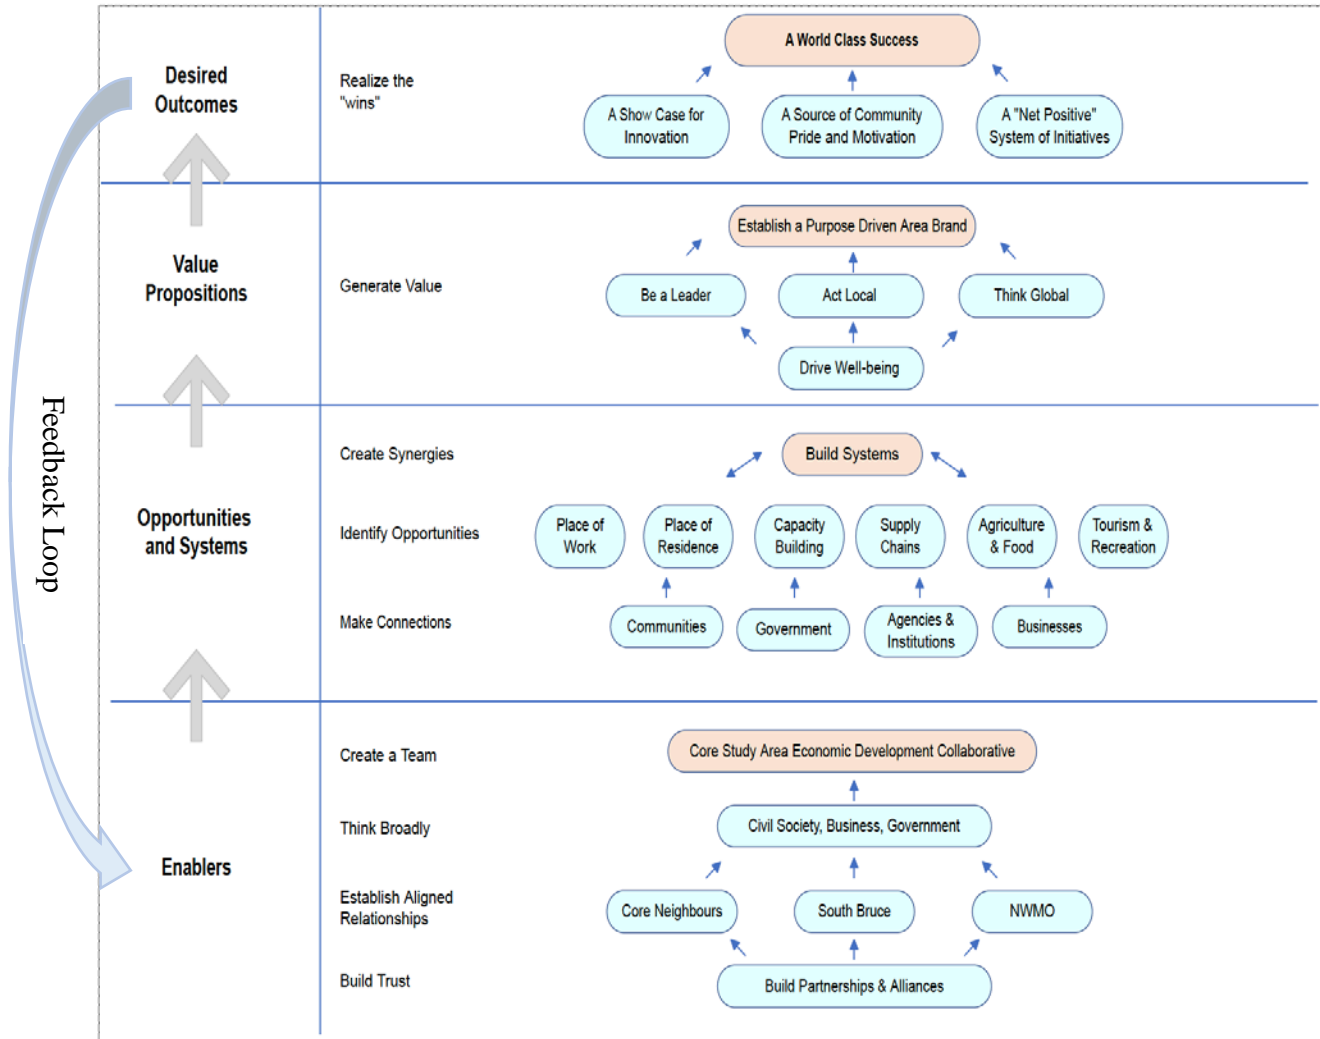 A World Class Success
Desired
Outcomes
Realize the
"wins"
A Show Case for
Innovation
A Source of Community
Pride and Motivation
A "Net Positive"
System of Initiatives
Establish a Purpose Driven Area Brand
Value
Propositions
Generate Value
Be a Leader
Act Local
Think Global
Drive Well-being
Feedback Loop
Create Synergies
Build Systems
Opportunities
and Systems
Identify Opportunities
Place of
Work
Place of
Residence
Capacity
Building
Supply
Chains
Agriculture
& Food
Tourism &
Recreation
Make Connections
Communities
Government
Agencies &
Institutions
Businesses
Create a Team
Core Study Area Economic Development Collaborative
Think Broadly
Civil Society, Business, Government
Enablers
Establish Aligned
Relationships
Core Neighbours
South Bruce
NWMO
Build Trust
Build Partnerships & Alliances